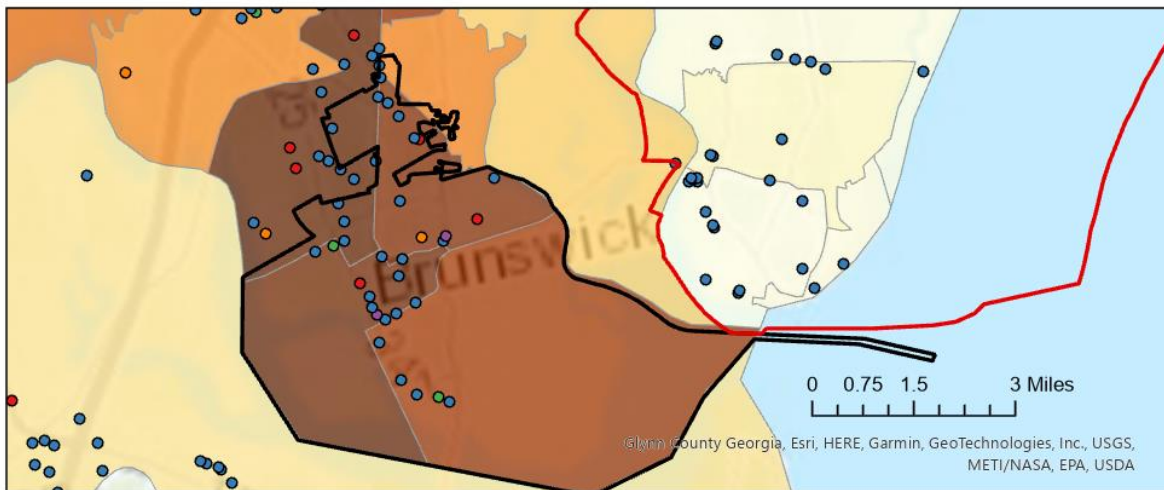 Brunswick
0 0.75 1.5 3 Miles
Glynn County Georgia, Esri, HERE, Garmin, GeoTechnologies, Inc., USGS,
METI/NASA, EPA, USDA